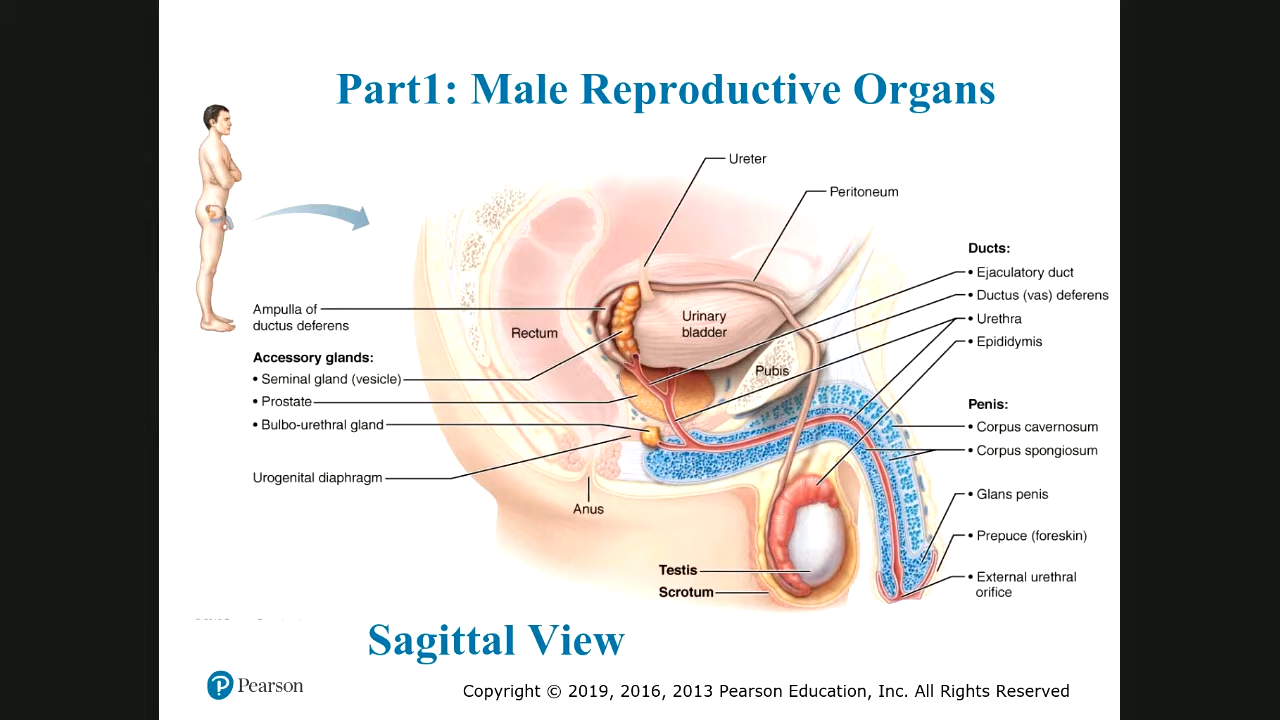 Part1: Male Reproductive Organs
Ureter
Peritoneum
Ducts:
• Ejaculatory duct
• Ductus (vas) deferens
• Urethra
• Epididymis
Ampulla of
ductus deferens
Accessory glands:
• Seminal gland (vesicle)
• Prostate
• Bulbo-urethral gland
Urogenital diaphragm
Rectum
Urinary
bladder
Pubis
Anus
Penis:
• Corpus cavernosum
• Corpus spongiosum
• Glans penis
• Prepuce (foreskin)
• External urethral
orifice
Testis
Scrotum
Sagittal View
Pearson
Copyright © 2019, 2016, 2013 Pearson Education, Inc. All Rights Reserved